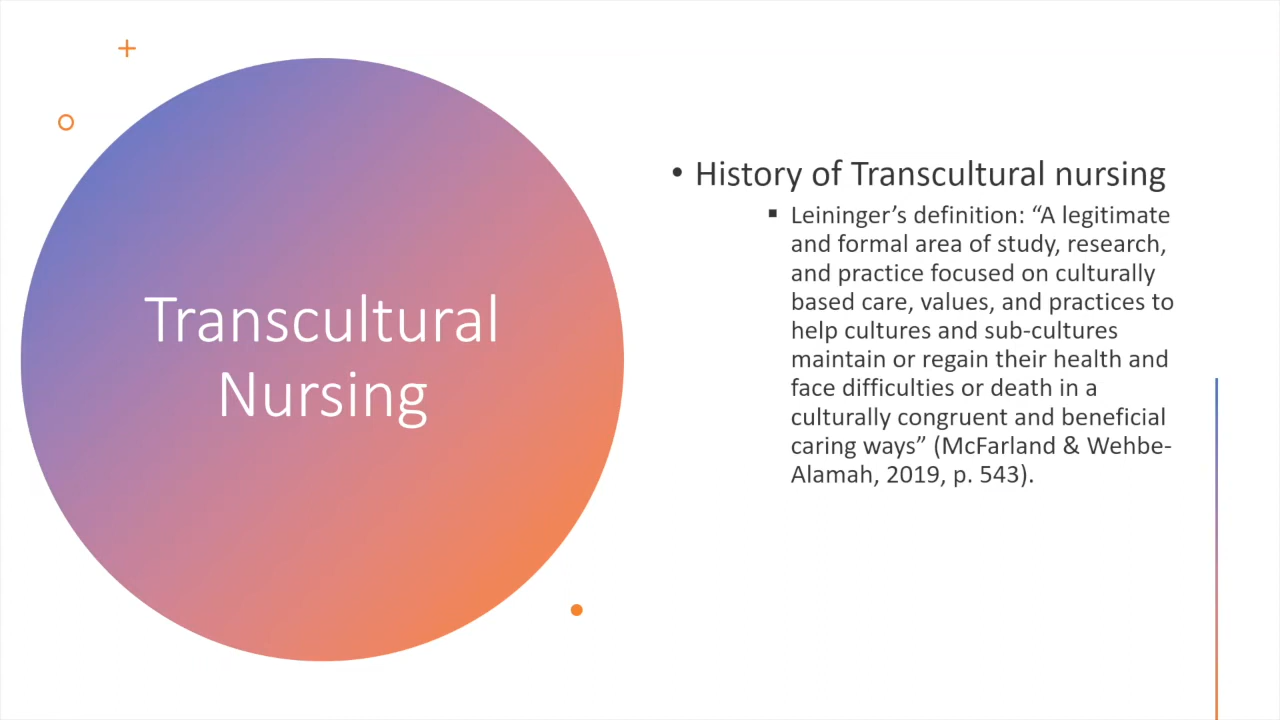 Transcultural
Nursing
• History of Transcultural nursing
▪ Leininger’s definition: “A legitimate
and formal area of study, research,
and practice focused on culturally
based care, values, and practices to
help cultures and sub-cultures
maintain or regain their health and
face difficulties or death in a
culturally congruent and beneficial
caring ways” (McFarland & Wehbe-
Alamah, 2019, p. 543).